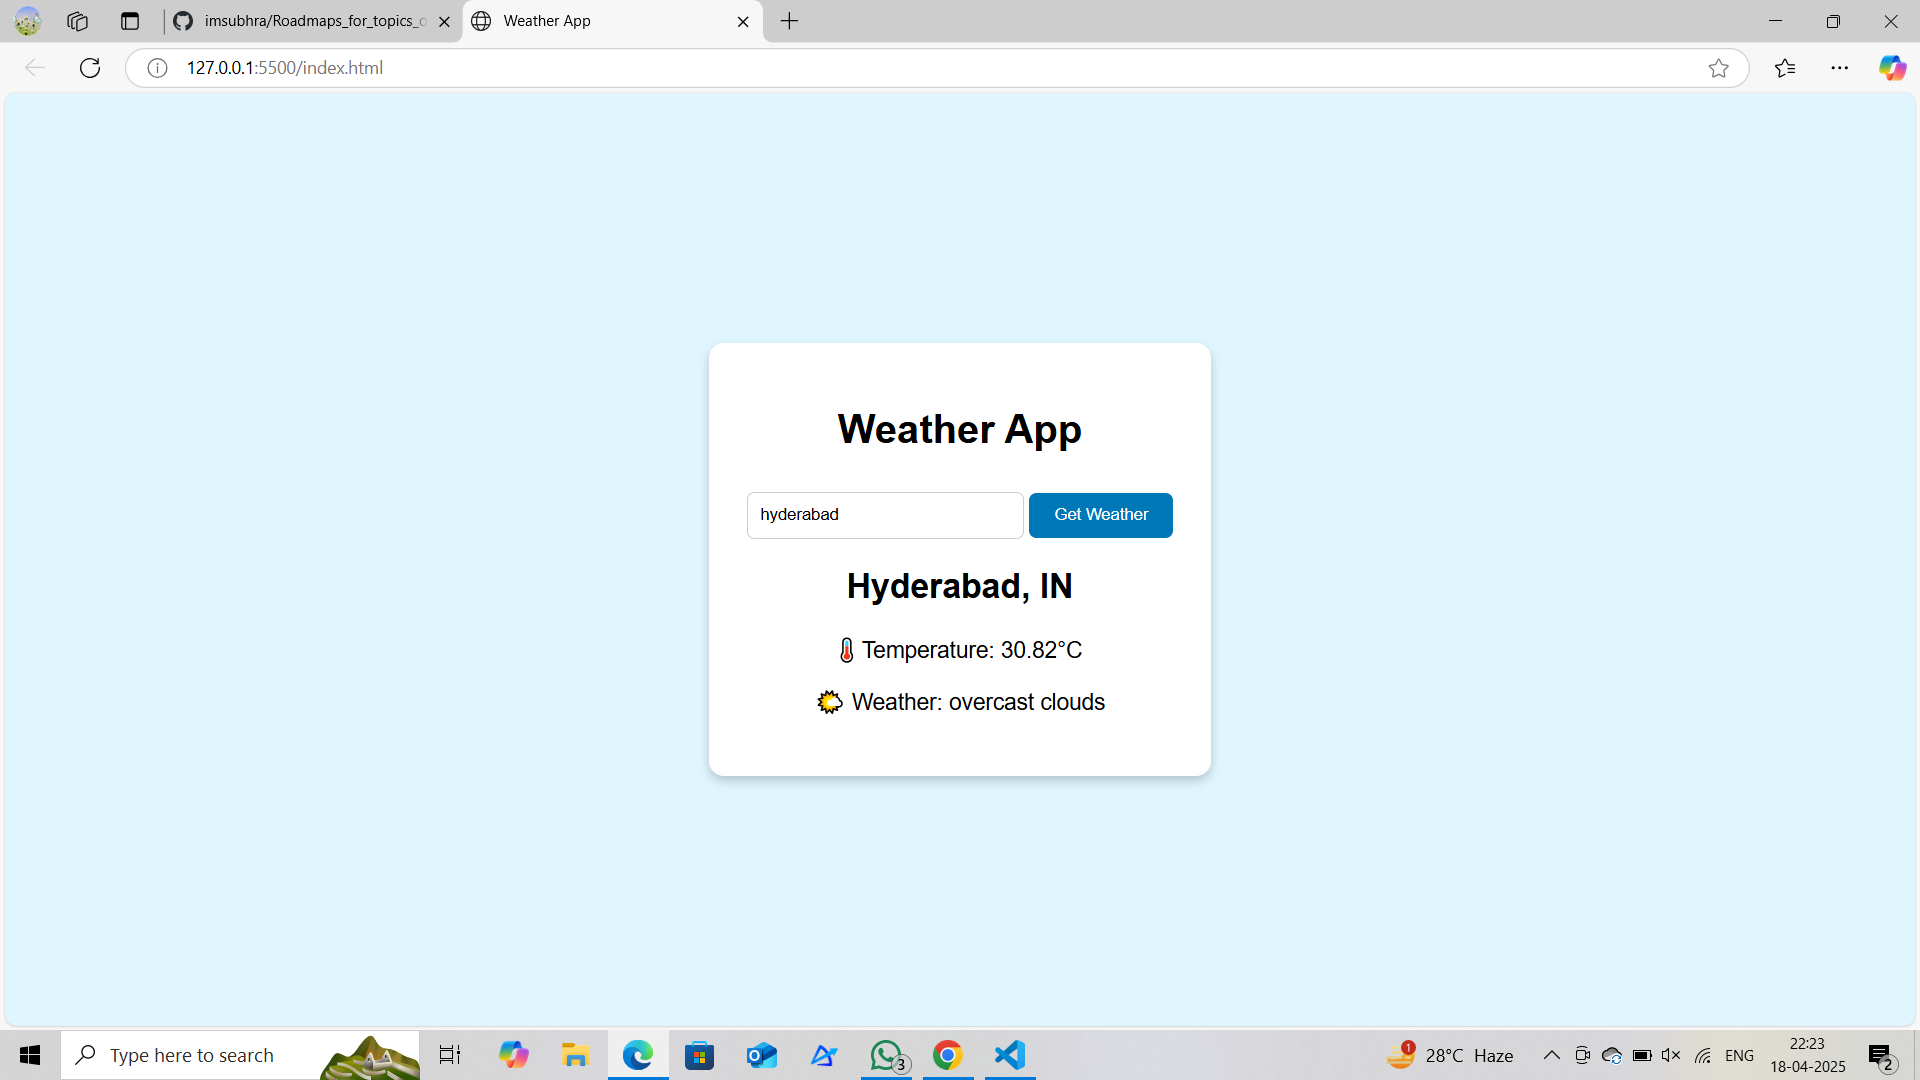 imsubhra/Roadmaps_for_topics_o
Weather App
127.0.0.1:5500/index.html
Weather App
hyderabad
Get Weather
Hyderabad, IN
🌡️ Temperature: 30.82°C
🌤️ Weather: overcast clouds
Type here to search
3
1
28°C Haze
ENG
22:23
18-04-2025
2